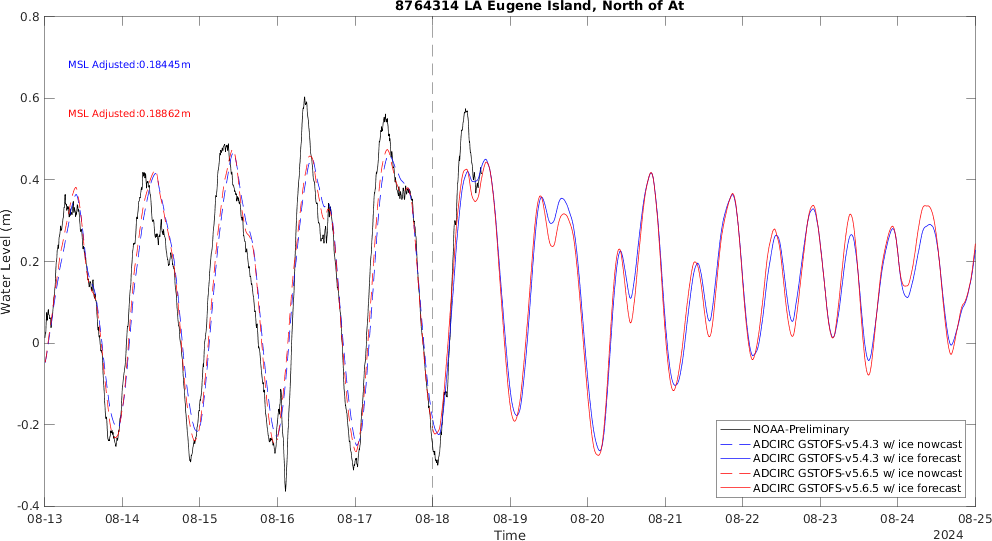 8764314 LA Eugene Island, North of At
MSL Adjusted:0.18445m
MSL Adjusted:0.18862m
Water Level (m)
0.8
0.6
0.4
0.2
0
-0.2
-0.4
NOAA-Preliminary
ADCIRC GSTOFS-v5.4.3 w/ ice nowcast
ADCIRC GSTOFS-v5.4.3 w/ ice forecast
ADCIRC GSTOFS-v5.6.5 w/ ice nowcast
ADCIRC GSTOFS-v5.6.5 w/ ice forecast
08-13 08-14 08-15 08-16 08-17 08-18 08-19 08-20 08-21 08-22 08-23 08-24 08-25
Time
2024